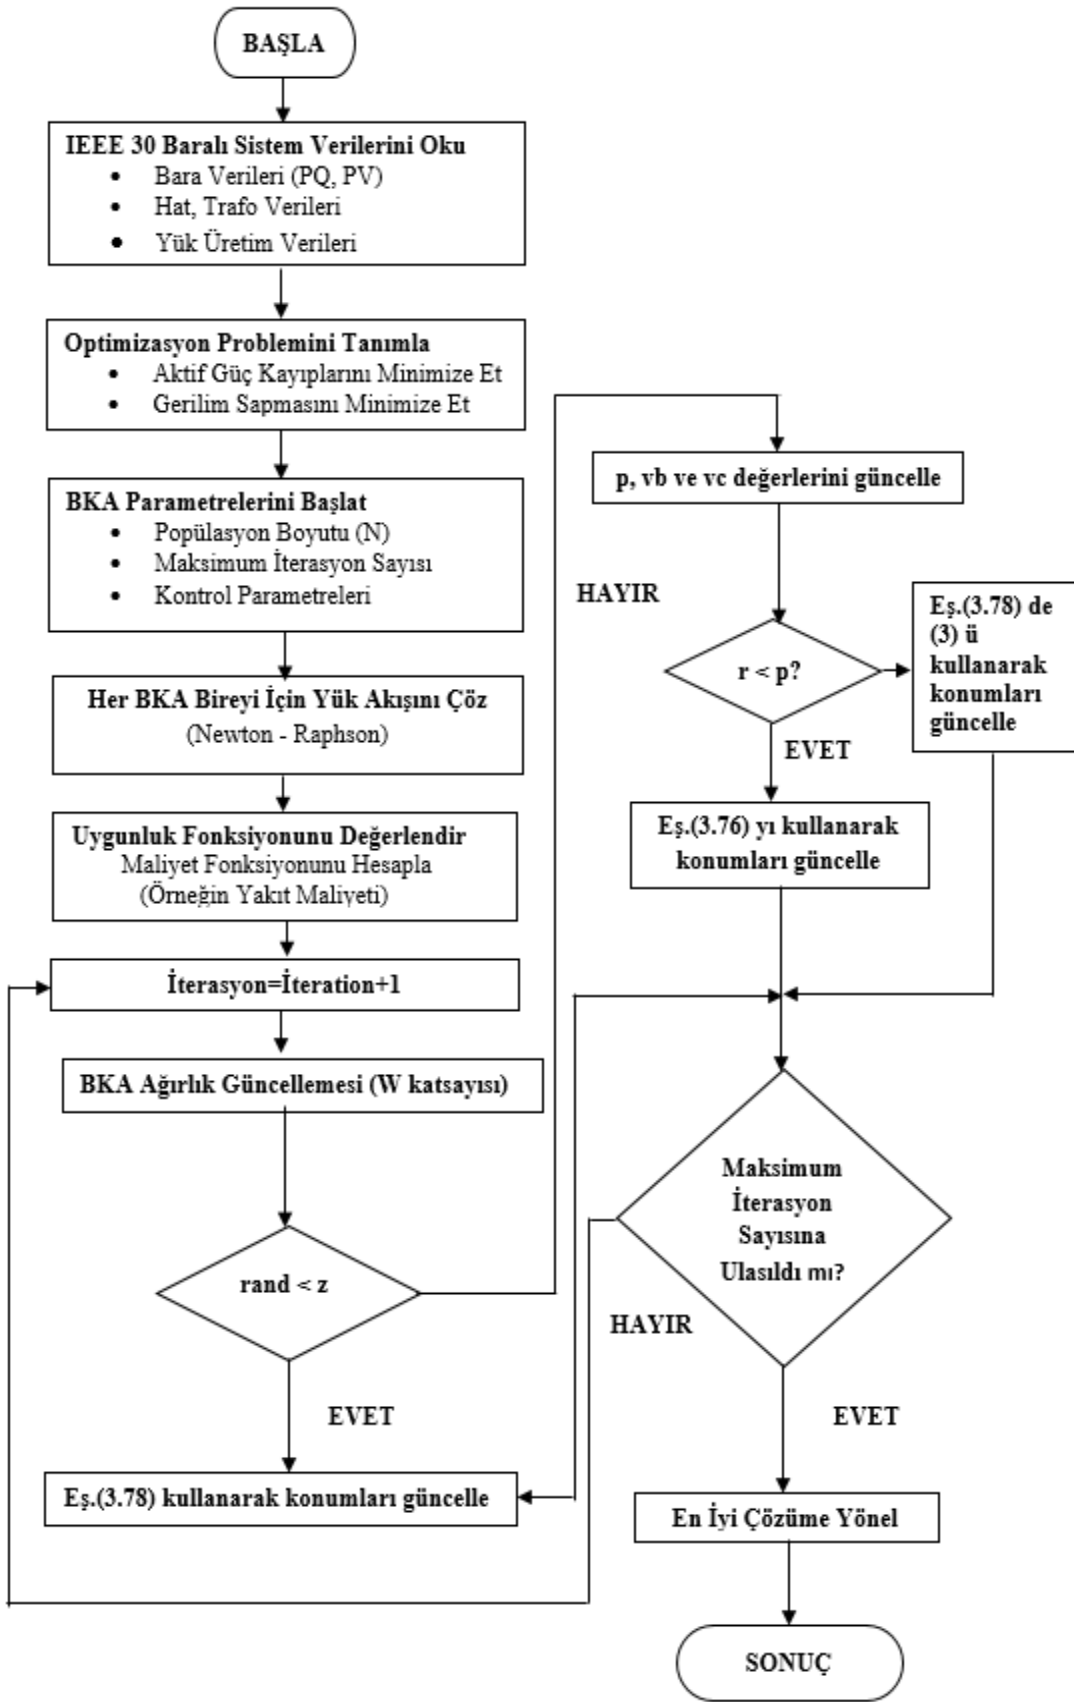 BAŞLA
IEEE 30 Baralı Sistem Verilerini Oku
• Bara Verileri (PQ, PV)
• Hat, Trafo Verileri
• Yük Üretim Verileri
Optimizasyon Problemini Tanımla
• Aktif Güç Kayıplarını Minimize Et
• Gerilim Sapmasını Minimize Et
BKA Parametrelerini Başlat
• Popülasyon Boyutu (N)
• Maksimum İterasyon Sayısı
• Kontrol Parametreleri
Her BKA Bireyi İçin Yük Akışını Çöz
(Newton - Raphson)
Uygunluk Fonksiyonunu Değerlendir
Maliyet Fonksiyonunu Hesapla
(Örneğin Yakıt Maliyeti)
İterasyon=İteration+1
BKA Ağırlık Güncellemesi (W katsayısı)
rand < z
EVET
Eş.(3.78) kullanarak konumları güncelle
p, vb ve vc değerlerini güncelle
HAYIR
r < p?
EVET
Eş.(3.78) de
(3) ü
kullanarak
konumları
güncelle
Eş.(3.76) yı kullanarak
konumları güncelle
Maksimum
İterasyon
Sayısına
Ulasıldı mı?
HAYIR
EVET
En İyi Çözüme Yönel
SONUÇ